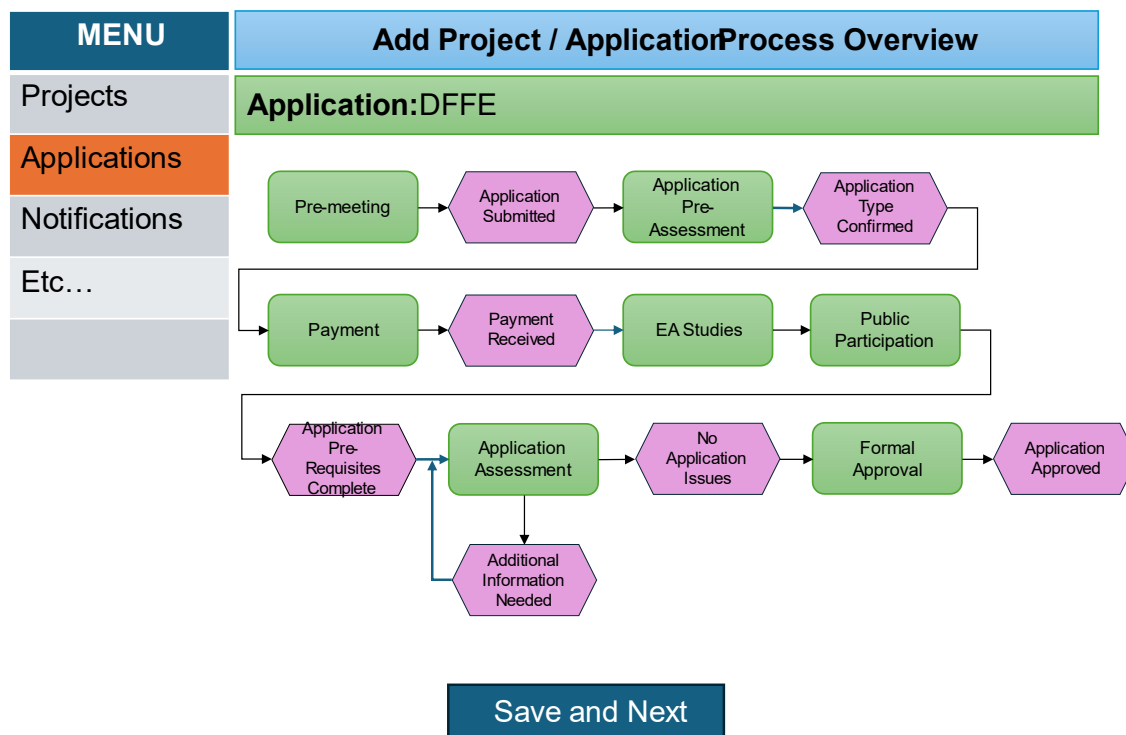 MENU
Add Project / ApplicationProcess Overview
Projects
Application:DFFE
Applications
Notifications
Etc…
Pre-meeting
Application
Submitted
Application
Pre-
Assessment
Application
Type
Confirmed
Payment
Payment
Received
EA Studies
Public
Participation
Application
Pre-
Requisites
Complete
Application
Assessment
No
Application
Issues
Formal
Approval
Application
Approved
Additional
Information
Needed
Save and Next